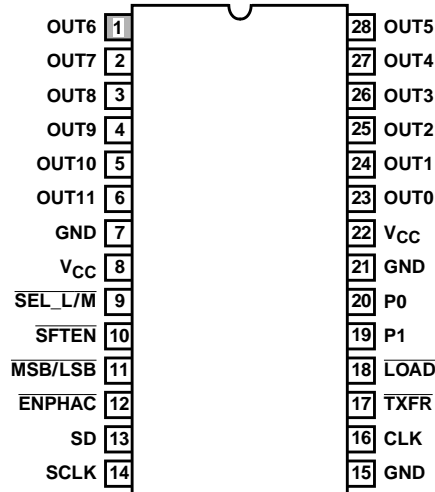 OUT6 1 28 OUT5
OUT7 2 27 OUT4
OUT8 3 26 OUT3
OUT9 4 25 OUT2
OUT10 5 24 OUT1
OUT11 6 23 OUT0
GND 7 22 VCC
VCC 8 21 GND
SEL_L/M 9 20 P0
SFTEN 10 19 P1
MSB/LSB 11 18 LOAD
ENPHAC 12 17 TXFR
SD 13 16 CLK
SCLK 14 15 GND